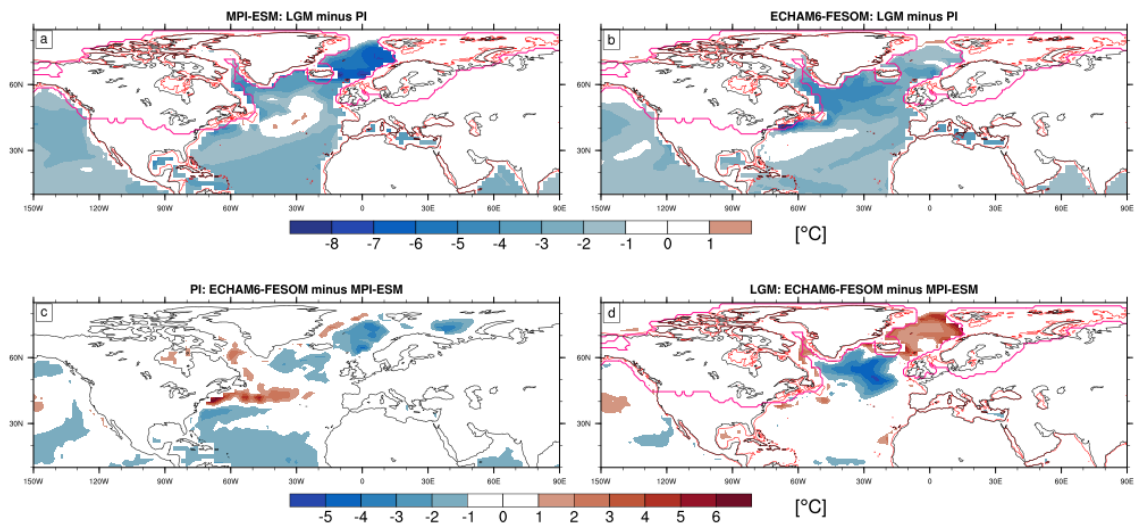 MPI-ESM: LGM minus PI
ECHAM6-FESOM: LGM minus PI
a
b
60N
30N
150W 120W 90W 60W 30W 0 30E 60E 90E
60N
30N
150W 120W 90W 60W 30W 0 30E 60E 90E
-8 -7 -6 -5 -4 -3 -2 -1 0 1
[°C]
PI: ECHAM6-FESOM minus MPI-ESM
LGM: ECHAM6-FESOM minus MPI-ESM
c
d
60N
30N
150W 120W 90W 60W 30W 0 30E 60E 90E
60N
30N
150W 120W 90W 60W 30W 0 30E 60E 90E
-5 -4 -3 -2 -1 0 1 2 3 4 5 6
[°C]